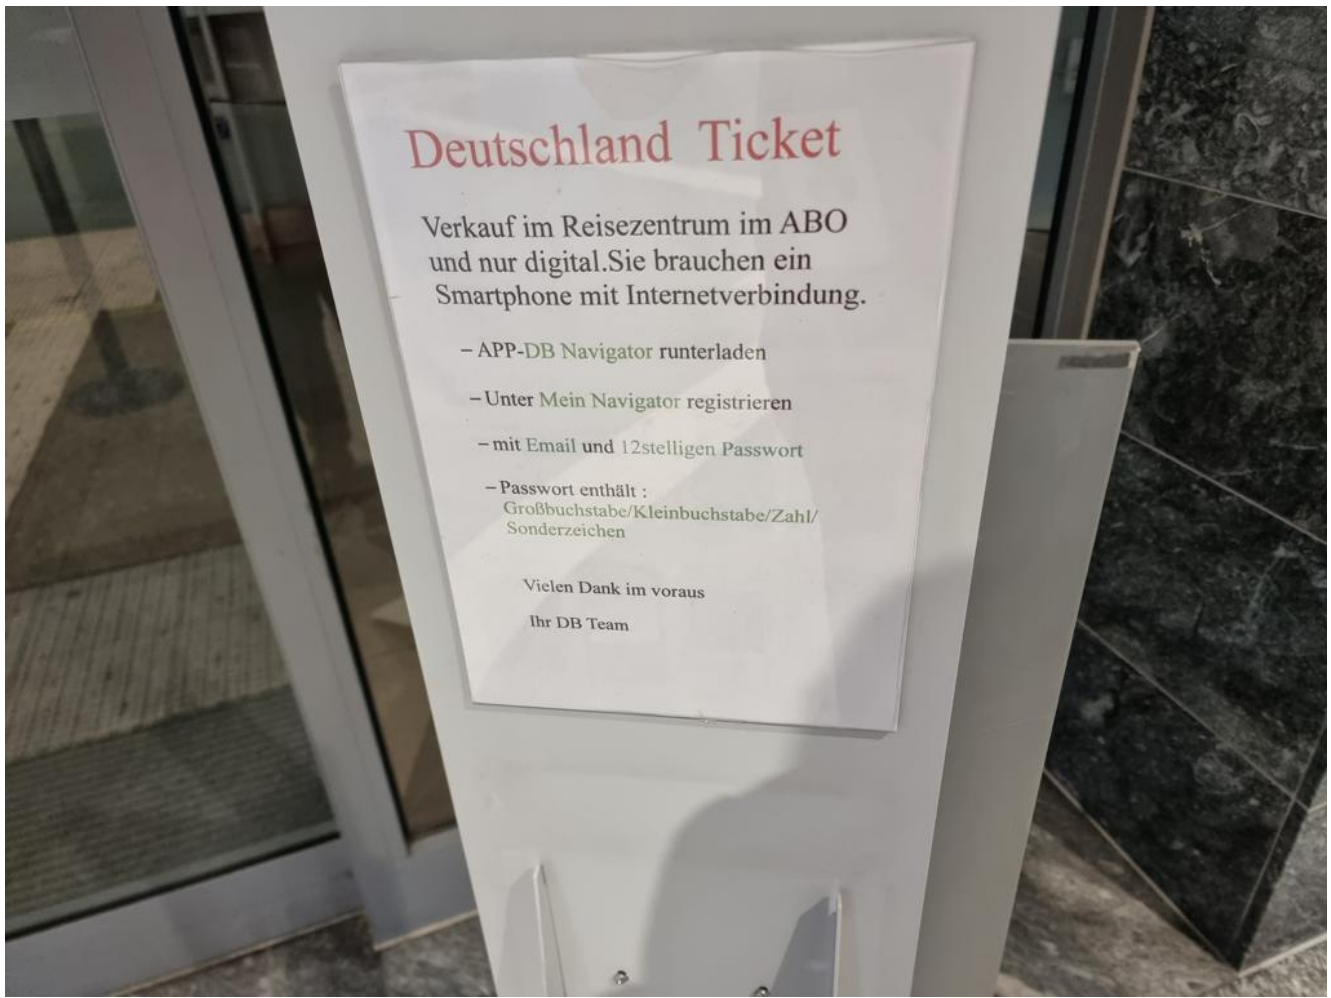 Deutschland Ticket
Verkauf im Reisezentrum im ABO
und nur digital.Sie brauchen ein
Smartphone mit Internetverbindung.
– APP-DB Navigator runterladen
– Unter Mein Navigator registrieren
– mit Email und 12stelligen Passwort
– Passwort enthält :
Großbuchstabe/Kleinbuchstabe/Zahl/
Sonderzeichen
Vielen Dank im voraus
Ihr DB Team